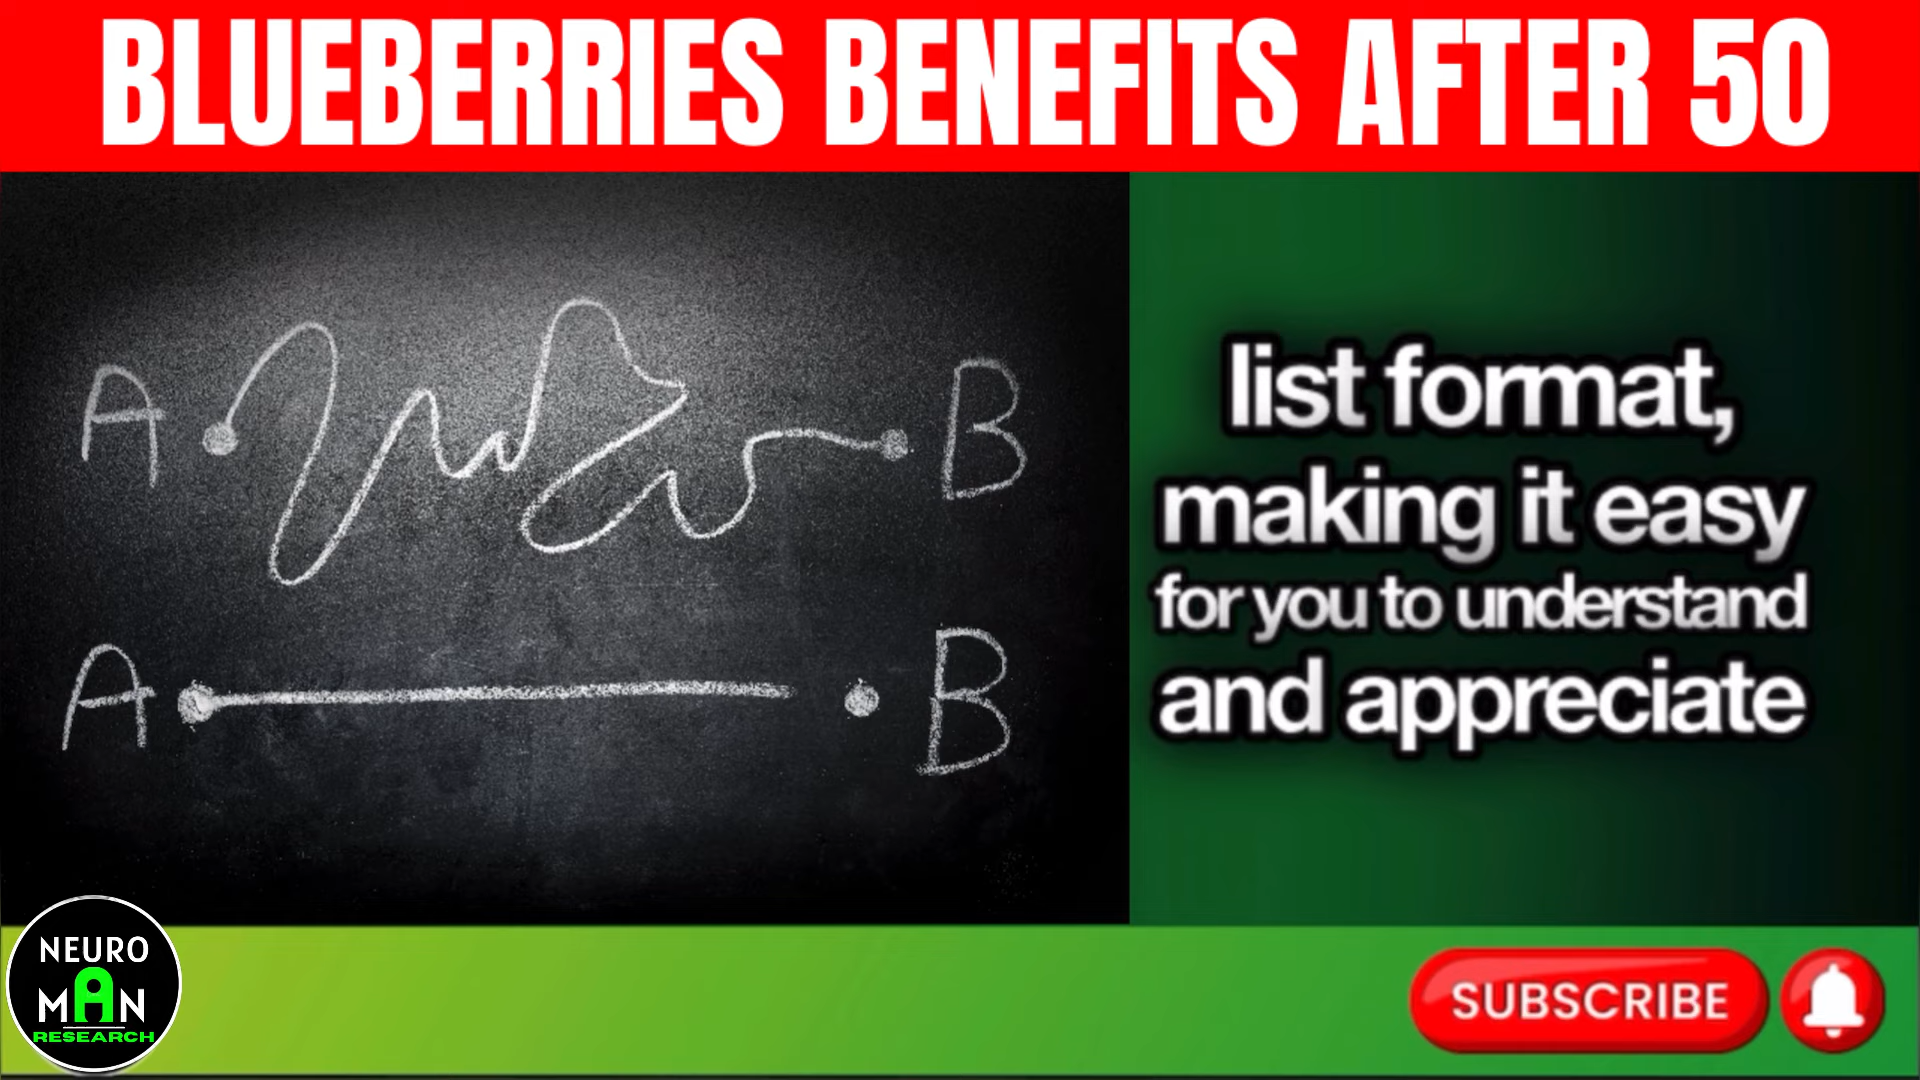 BLUEBERRIES BENEFITS AFTER 50
A
B
A
B
list format,
making it easy
for you to understand
and appreciate
NEURO
MAN
RESEARCH
SUBSCRIBE